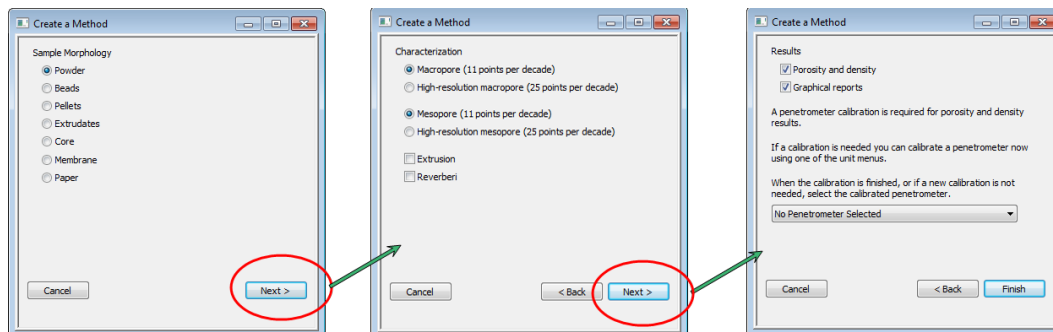 Create a Method
Sample Morphology
Powder
Beads
Pellets
Extrudates
Core
Membrane
Paper
Cancel
Next >
Create a Method
Characterization
Macropore (11 points per decade)
High-resolution macropore (25 points per decade)
Mesopore (11 points per decade)
High-resolution mesopore (25 points per decade)
Extrusion
Reverberi
Cancel
< Back
Next >
Create a Method
Results
Porosity and density
Graphical reports
A penetrometer calibration is required for porosity and density
results.
If a calibration is needed you can calibrate a penetrometer now
using one of the unit menus.
When the calibration is finished, or if a new calibration is not
needed, select the calibrated penetrometer.
No Penetrometer Selected
Cancel
< Back
Finish